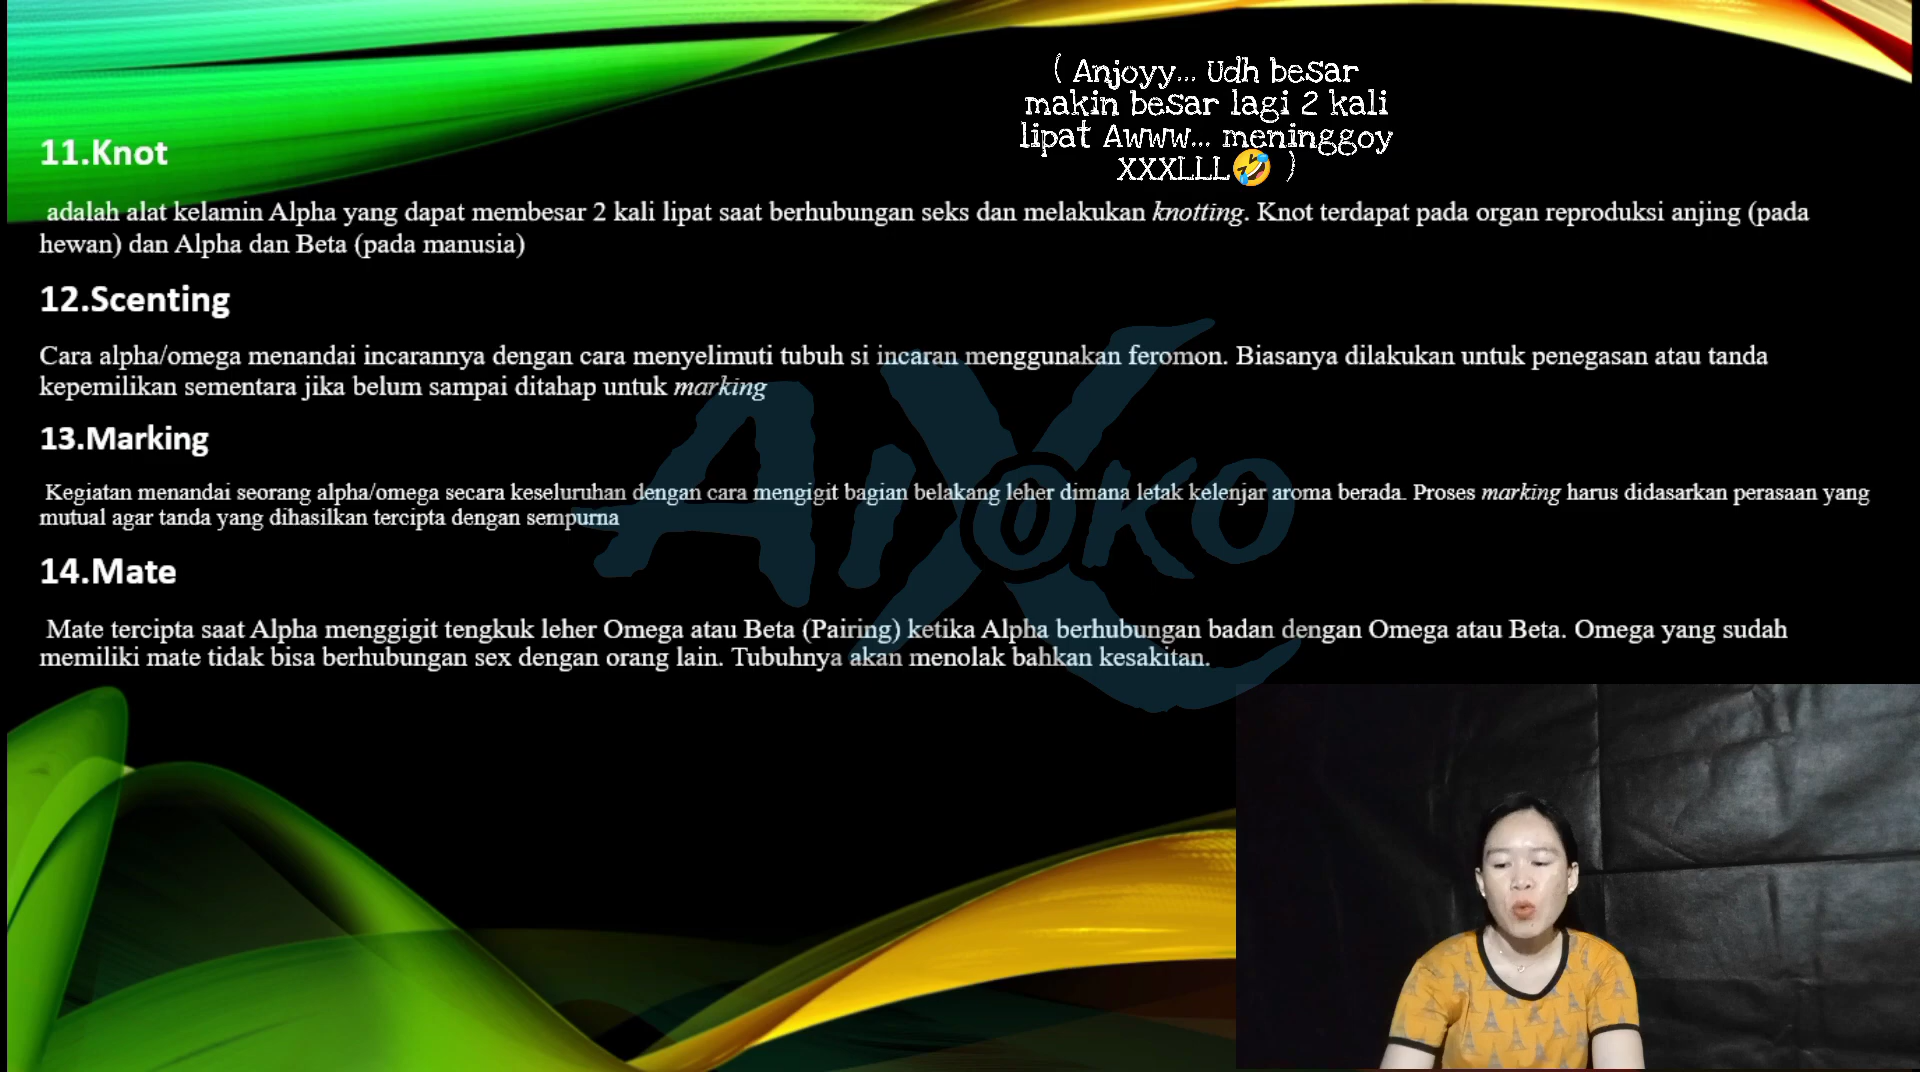 ( Anjoyy... Udh besar
makin besar lagi 2 kali
lipat Awww... meninggoy
XXXLLL🤣 )
11.Knot
adalah alat kelamin Alpha yang dapat membesar 2 kali lipat saat berhubungan seks dan melakukan knotting. Knot terdapat pada organ reproduksi anjing (pada
hewan) dan Alpha dan Beta (pada manusia)
12.Scenting
Cara alpha/omega menandai incarannya dengan cara menyelimuti tubuh si incaran menggunakan feromon. Biasanya dilakukan untuk penegasan atau tanda
kepemilikan sementara jika belum sampai ditahap untuk marking
13.Marking
Kegiatan menandai seorang alpha/omega secara keseluruhan dengan cara mengigit bagian belakang leher dimana letak kelenjar aroma berada. Proses marking harus didasarkan perasaan yang
mutual agar tanda yang dihasilkan tercipta dengan sempurna
14.Mate
Mate tercipta saat Alpha menggigit tengkuk leher Omega atau Beta (Pairing) ketika Alpha berhubungan badan dengan Omega atau Beta. Omega yang sudah
memiliki mate tidak bisa berhubungan sex dengan orang lain. Tubuhnya akan menolak bahkan kesakitan.
AiXOKO